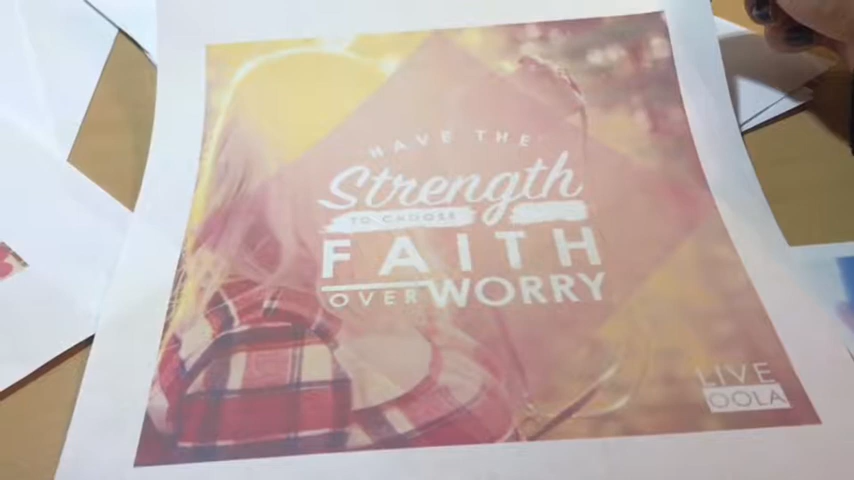 HAVE THE
Strength
TO CHOOSE
FAITH
OVER WORRY
LIVE
OOLA